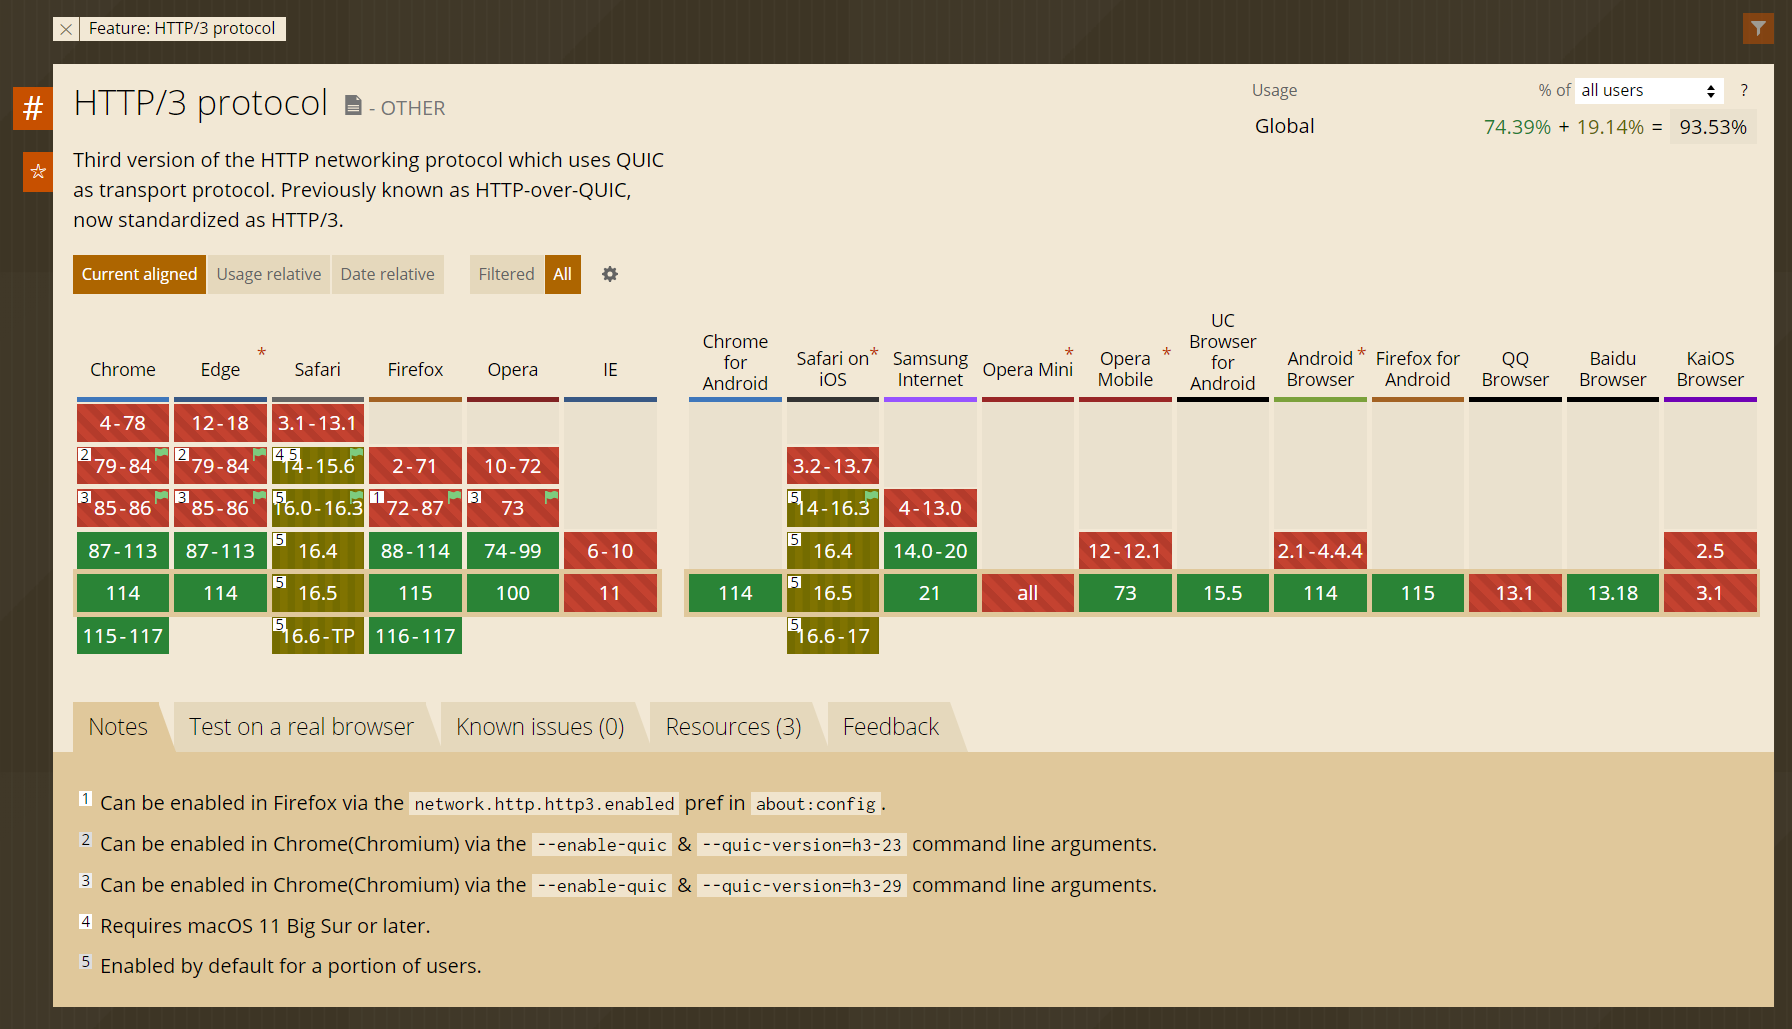 Feature: HTTP/3 protocol
#
HTTP/3 protocol - OTHER
Usage % of all users ?
Global 74.39% + 19.14% = 93.53%
Third version of the HTTP networking protocol which uses QUIC
as transport protocol. Previously known as HTTP-over-QUIC,
now standardized as HTTP/3.
Current aligned Usage relative Date relative Filtered All
Chrome Edge * Safari Firefox Opera IE Chrome for Android Safari on iOS * Samsung Internet Opera Mini * Opera Mobile * UC Browser for Android Android Browser * Firefox for Android QQ Browser Baidu Browser KaiOS Browser
4-78 12-18 3.1-13.1
2 79-84 2 79-84 4 5 14-15.6 2-71 10-72 3.2-13.7
3 85-86 3 85-86 5 16.0-16.3 1 72-87 3 73 5 14-16.3 4-13.0
87-113 87-113 5 16.4 88-114 74-99 6-10 5 16.4 14.0-20 12-12.1 2.1-4.4.4 2.5
114 114 5 16.5 115 100 11 114 5 16.5 21 all 73 15.5 114 115 13.1 13.18 3.1
115-117 5 16.6-TP 116-117 5 16.6-17
Notes Test on a real browser Known issues (0) Resources (3) Feedback
1 Can be enabled in Firefox via the network.http.http3.enabled pref in about:config.
2 Can be enabled in Chrome(Chromium) via the --enable-quic & --quic-version=h3-23 command line arguments.
3 Can be enabled in Chrome(Chromium) via the --enable-quic & --quic-version=h3-29 command line arguments.
4 Requires macOS 11 Big Sur or later.
5 Enabled by default for a portion of users.